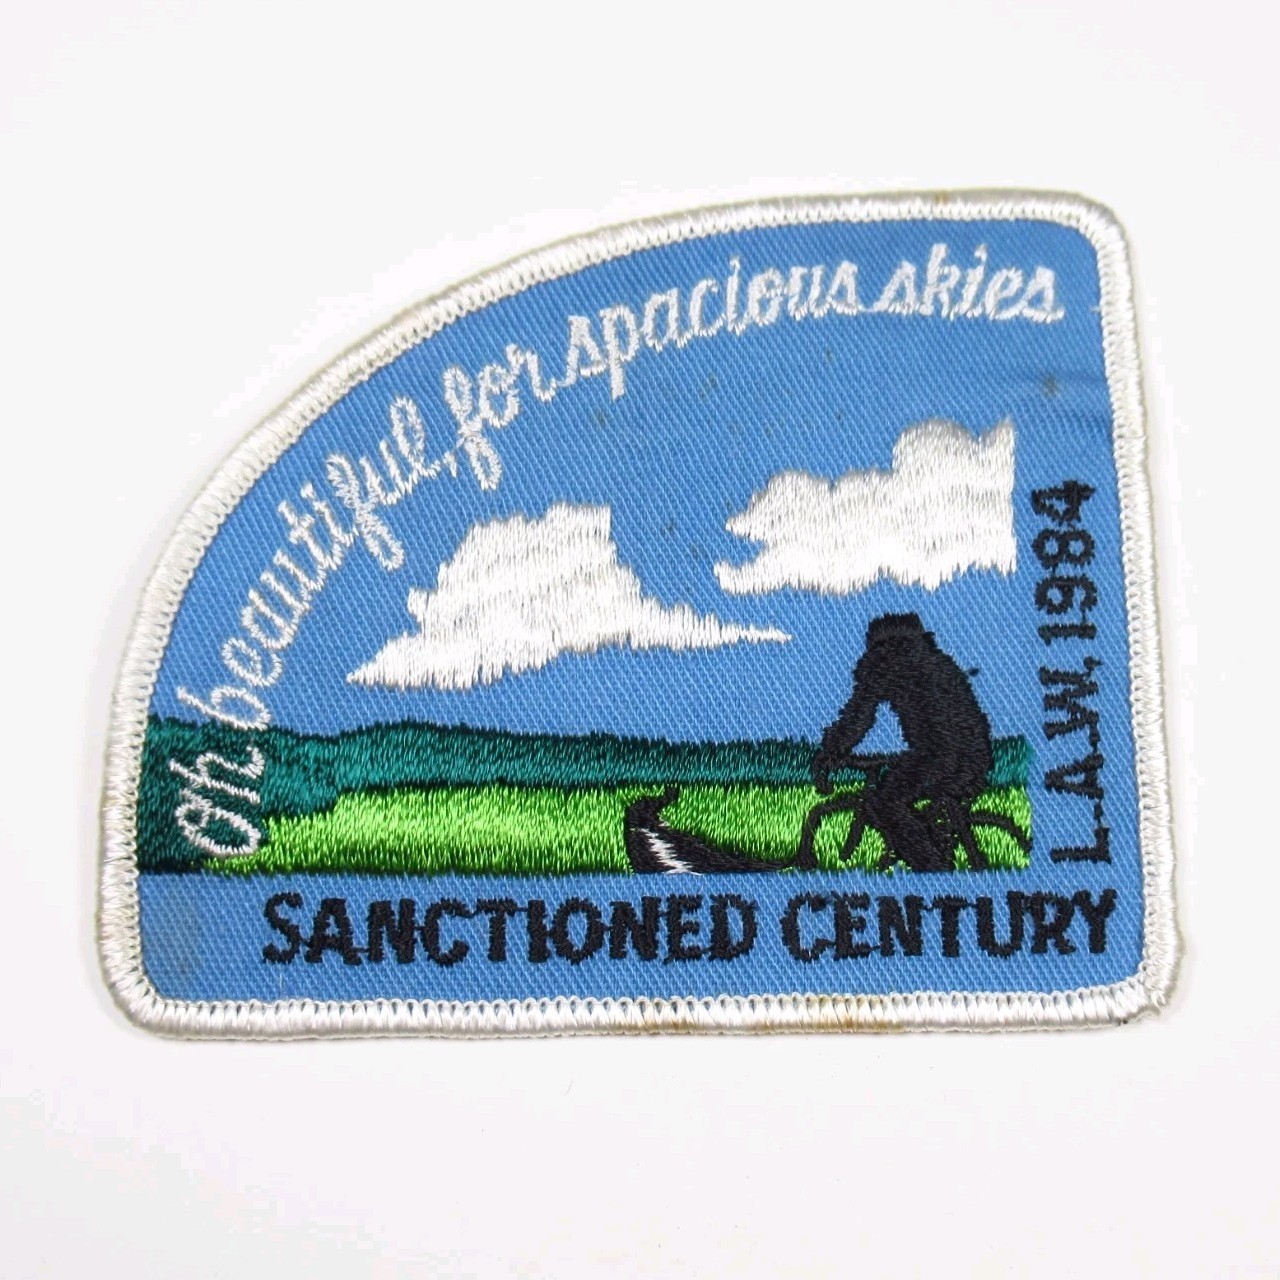 Oh beautiful, for spacious skies
L.A.W. 1984
SANCTIONED CENTURY